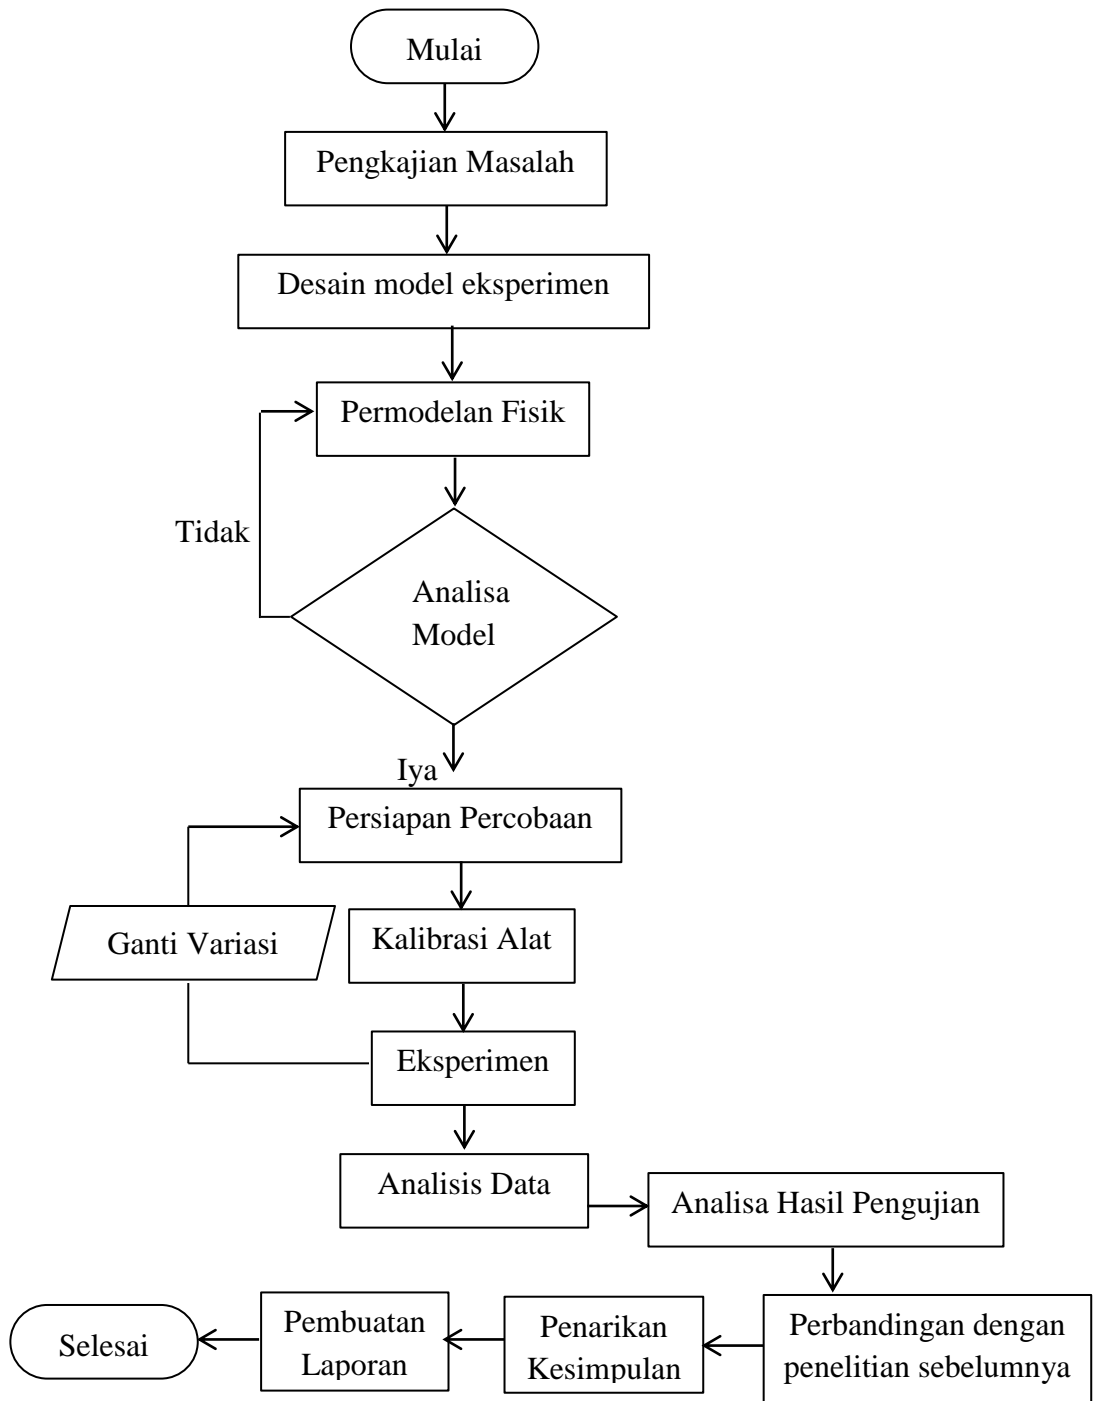 Mulai
Pengkajian Masalah
Desain model eksperimen
Permodelan Fisik
Tidak
Analisa
Model
Iya
Persiapan Percobaan
Ganti Variasi
Kalibrasi Alat
Eksperimen
Analisis Data
Analisa Hasil Pengujian
Perbandingan dengan
penelitian sebelumnya
Penarikan
Kesimpulan
Pembuatan
Laporan
Selesai